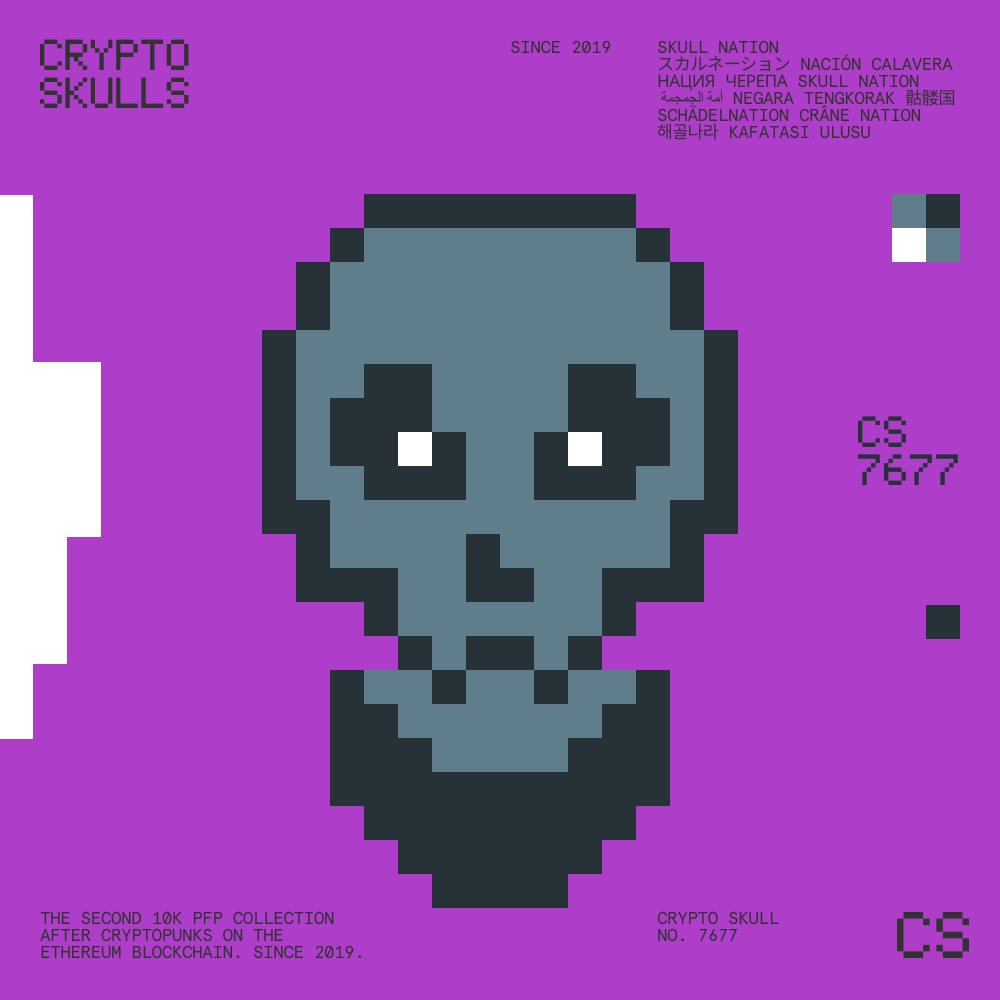 CRYPTO
SKULLS
SINCE 2019
SKULL NATION
スカルネーション NACIÓN CALAVERA
НАЦИЯ ЧЕРЕПА SKULL NATION
أمة الجمجمة NEGARA TENGKORAK 骷髅国
SCHÄDELNATION CRÂNE NATION
해골나라 KAFATASI ULUSU
CS
7677
THE SECOND 10K PFP COLLECTION
AFTER CRYPTOPUNKS ON THE
ETHEREUM BLOCKCHAIN. SINCE 2019.
CRYPTO SKULL
NO. 7677
CS